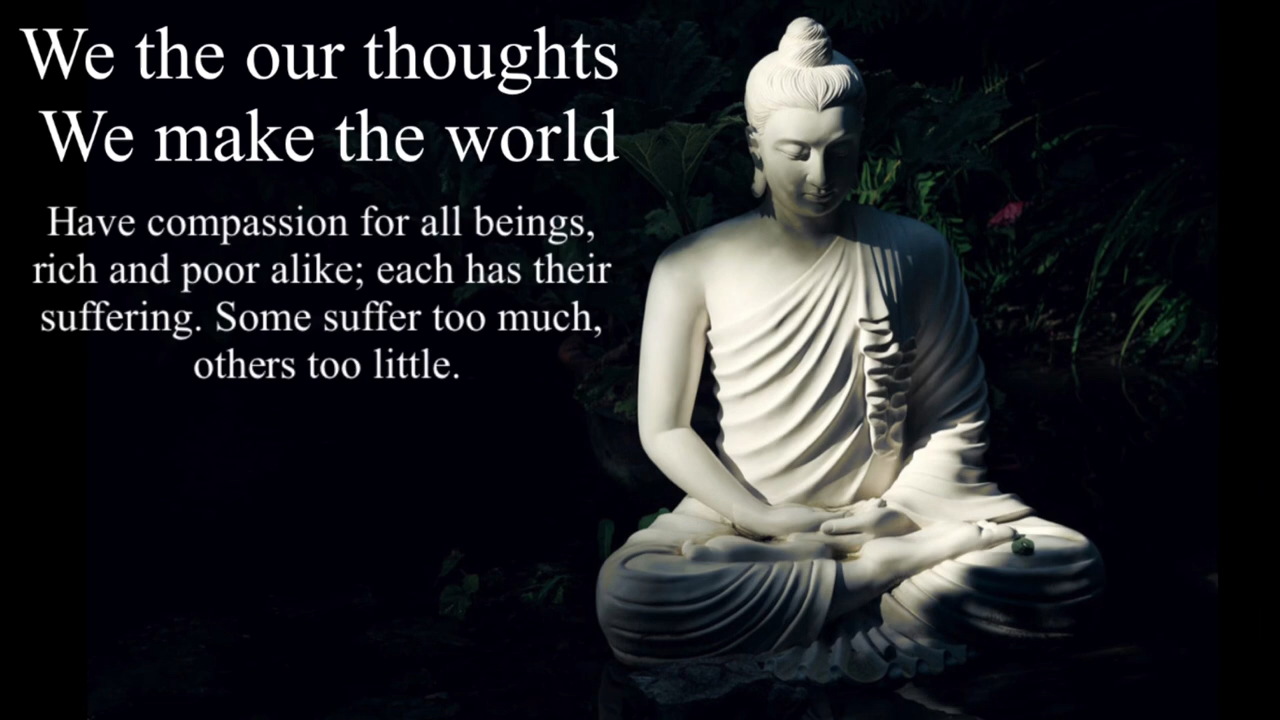 We the our thoughts
We make the world
Have compassion for all beings,
rich and poor alike; each has their
suffering. Some suffer too much,
others too little.